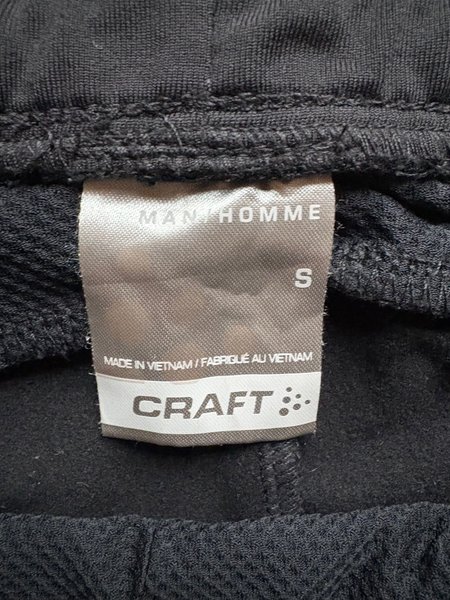 MAN/HOMME
S
MADE IN VIETNAM / FABRIQUÉ AU VIETNAM
CRAFT